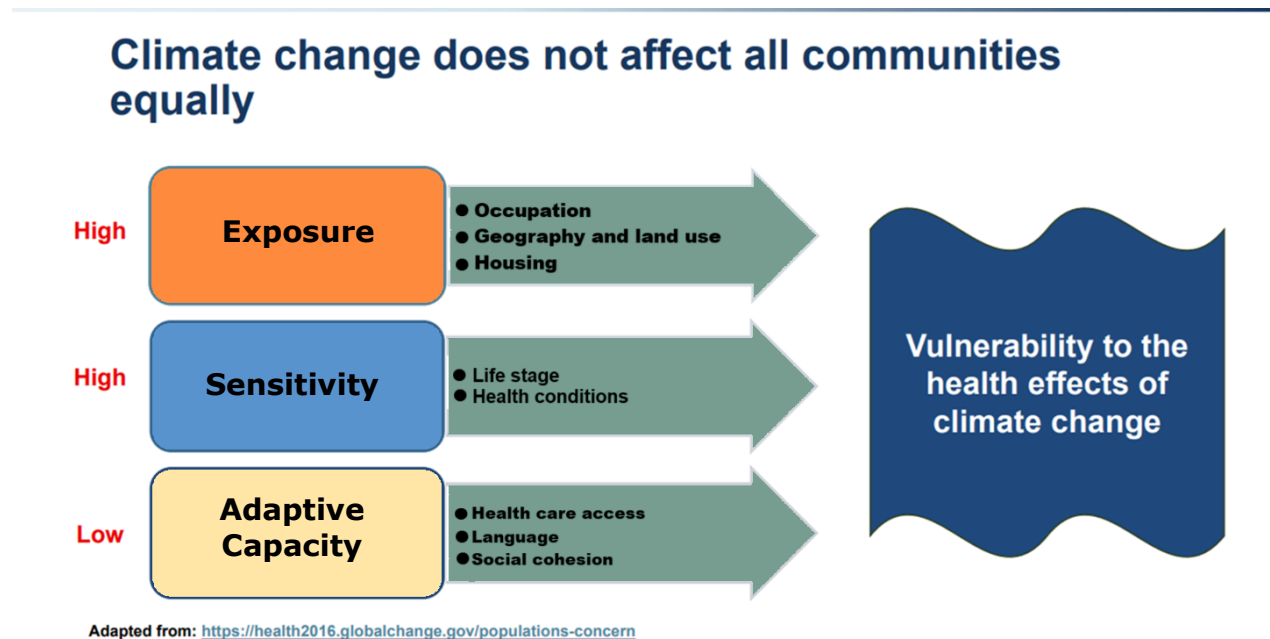 Climate change does not affect all communities
equally
High
Exposure
● Occupation
● Geography and land use
● Housing
High
Sensitivity
● Life stage
● Health conditions
Low
Adaptive
Capacity
● Health care access
● Language
● Social cohesion
Vulnerability to the
health effects of
climate change
Adapted from: https://health2016.globalchange.gov/populations-concern